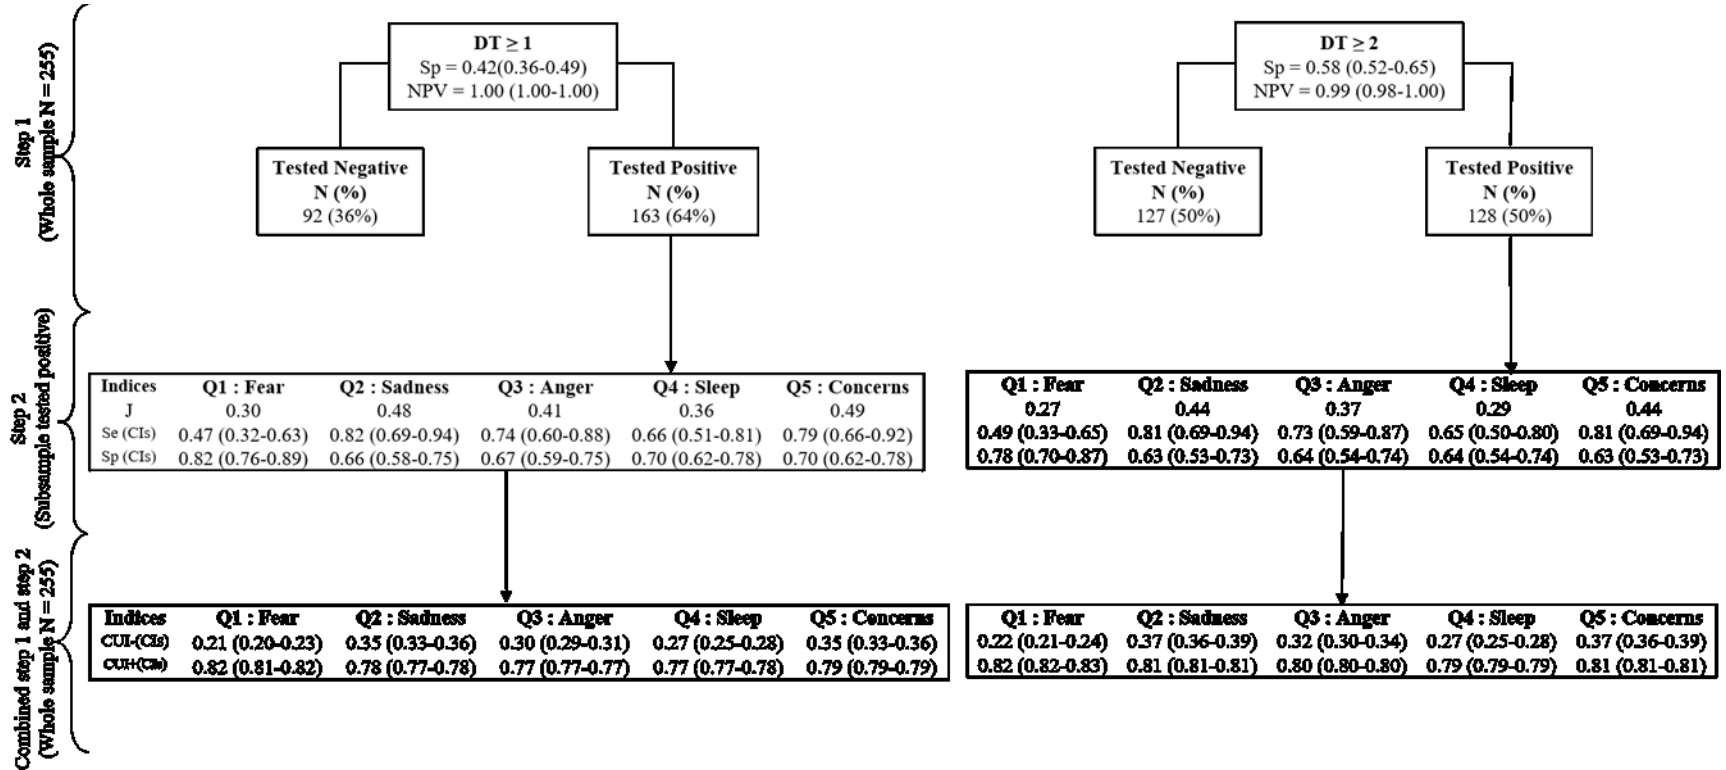 Step 1
(Whole sample N = 255)
DT ≥ 1
Sp = 0.42(0.36-0.49)
NPV = 1.00 (1.00-1.00)
Tested Negative
N (%)
92 (36%)
Tested Positive
N (%)
163 (64%)
DT ≥ 2
Sp = 0.58 (0.52-0.65)
NPV = 0.99 (0.98-1.00)
Tested Negative
N (%)
127 (50%)
Tested Positive
N (%)
128 (50%)
Step 2
(Subsample tested positive)
Indices Q1 : Fear Q2 : Sadness Q3 : Anger Q4 : Sleep Q5 : Concerns
J 0.30 0.48 0.41 0.36 0.49
Se (CIs) 0.47 (0.32-0.63) 0.82 (0.69-0.94) 0.74 (0.60-0.88) 0.66 (0.51-0.81) 0.79 (0.66-0.92)
Sp (CIs) 0.82 (0.76-0.89) 0.66 (0.58-0.75) 0.67 (0.59-0.75) 0.70 (0.62-0.78) 0.70 (0.62-0.78)
Q1 : Fear Q2 : Sadness Q3 : Anger Q4 : Sleep Q5 : Concerns
0.27 0.44 0.37 0.29 0.44
0.49 (0.33-0.65) 0.81 (0.69-0.94) 0.73 (0.59-0.87) 0.65 (0.50-0.80) 0.81 (0.69-0.94)
0.78 (0.70-0.87) 0.63 (0.53-0.73) 0.64 (0.54-0.74) 0.64 (0.54-0.74) 0.63 (0.53-0.73)
Combined step 1 and step 2
(Whole sample N = 255)
Indices Q1 : Fear Q2 : Sadness Q3 : Anger Q4 : Sleep Q5 : Concerns
CUI-(CIs) 0.21 (0.20-0.23) 0.35 (0.33-0.36) 0.30 (0.29-0.31) 0.27 (0.25-0.28) 0.35 (0.33-0.36)
CUI+(CIs) 0.82 (0.81-0.82) 0.78 (0.77-0.78) 0.77 (0.77-0.77) 0.77 (0.77-0.78) 0.79 (0.79-0.79)
Q1 : Fear Q2 : Sadness Q3 : Anger Q4 : Sleep Q5 : Concerns
0.22 (0.21-0.24) 0.37 (0.36-0.39) 0.32 (0.30-0.34) 0.27 (0.25-0.28) 0.37 (0.36-0.39)
0.82 (0.82-0.83) 0.81 (0.81-0.81) 0.80 (0.80-0.80) 0.79 (0.79-0.79) 0.81 (0.81-0.81)